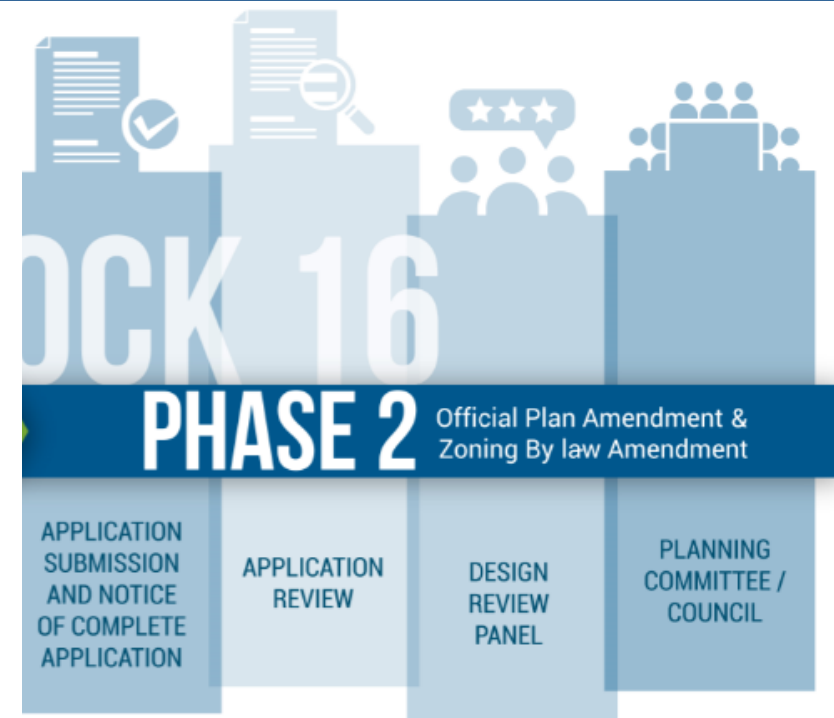 OCK 16
PHASE 2
Official Plan Amendment &
Zoning By law Amendment
APPLICATION
SUBMISSION
AND NOTICE
OF COMPLETE
APPLICATION
APPLICATION
REVIEW
DESIGN
REVIEW
PANEL
PLANNING
COMMITTEE /
COUNCIL